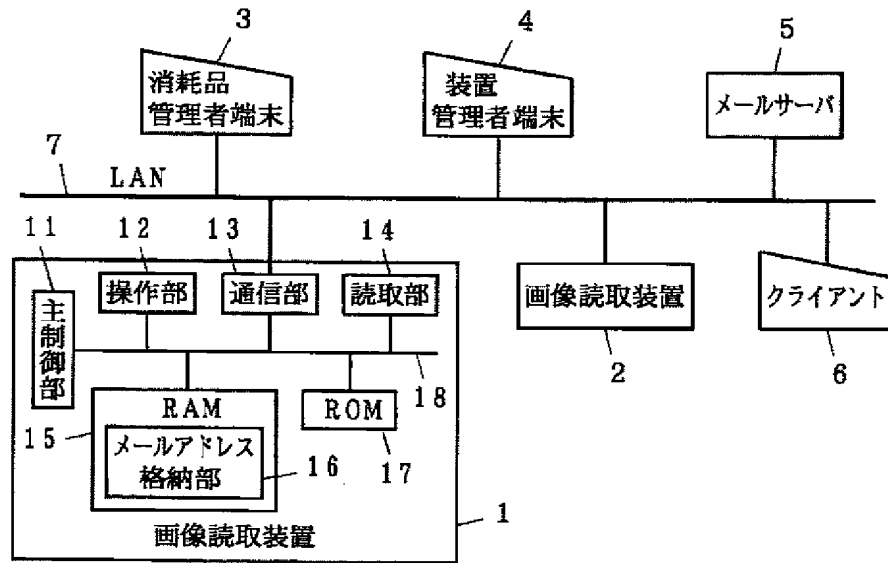 3
4
5
消耗品
管理者端末
装置
管理者端末
メールサーバ
7
LAN
11
12
13
14
操作部
通信部
読取部
主制御部
画像読取装置
クライアント
2
6
18
RAM
ROM
15
メールアドレス
格納部
16
17
画像読取装置
1